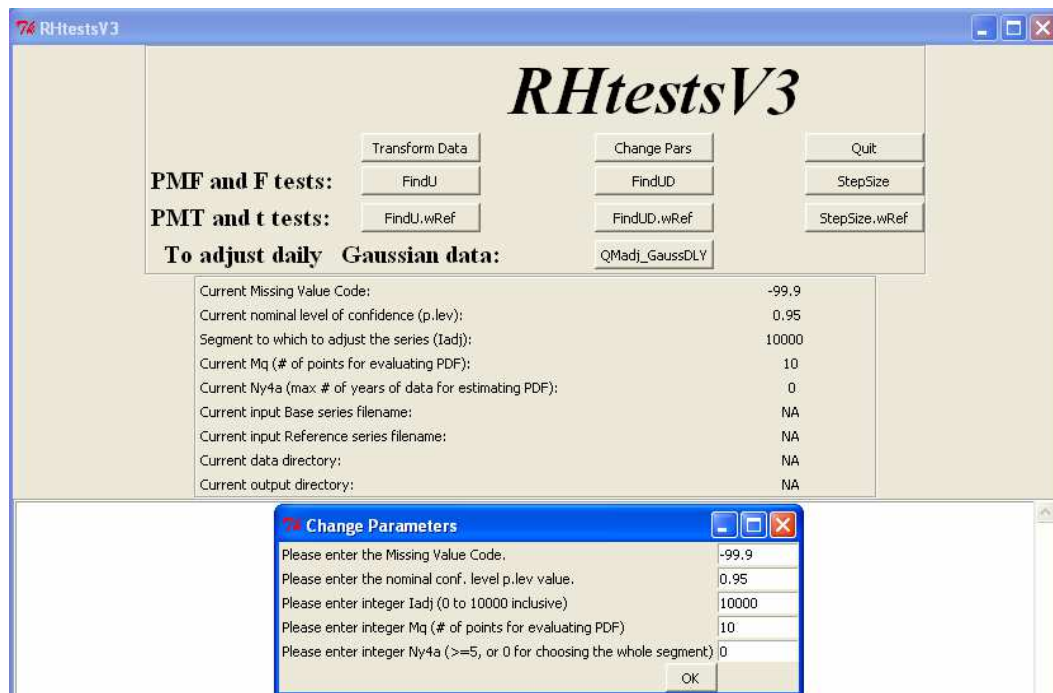 RHtestsV3
RHtestsV3
Transform Data Change Pars Quit
PMF and F tests: FindU FindUD StepSize
PMT and t tests: FindU.wRef FindUD.wRef StepSize.wRef
To adjust daily Gaussian data: QMadj_GaussDLY
Current Missing Value Code: -99.9
Current nominal level of confidence (p.lev): 0.95
Segment to which to adjust the series (Iadj): 10000
Current Mq (# of points for evaluating PDF): 10
Current Ny4a (max # of years of data for estimating PDF): 0
Current input Base series filename: NA
Current input Reference series filename: NA
Current data directory: NA
Current output directory: NA
Change Parameters
Please enter the Missing Value Code. -99.9
Please enter the nominal conf. level p.lev value. 0.95
Please enter integer Iadj (0 to 10000 inclusive) 10000
Please enter integer Mq (# of points for evaluating PDF) 10
Please enter integer Ny4a (>=5, or 0 for choosing the whole segment) 0
OK